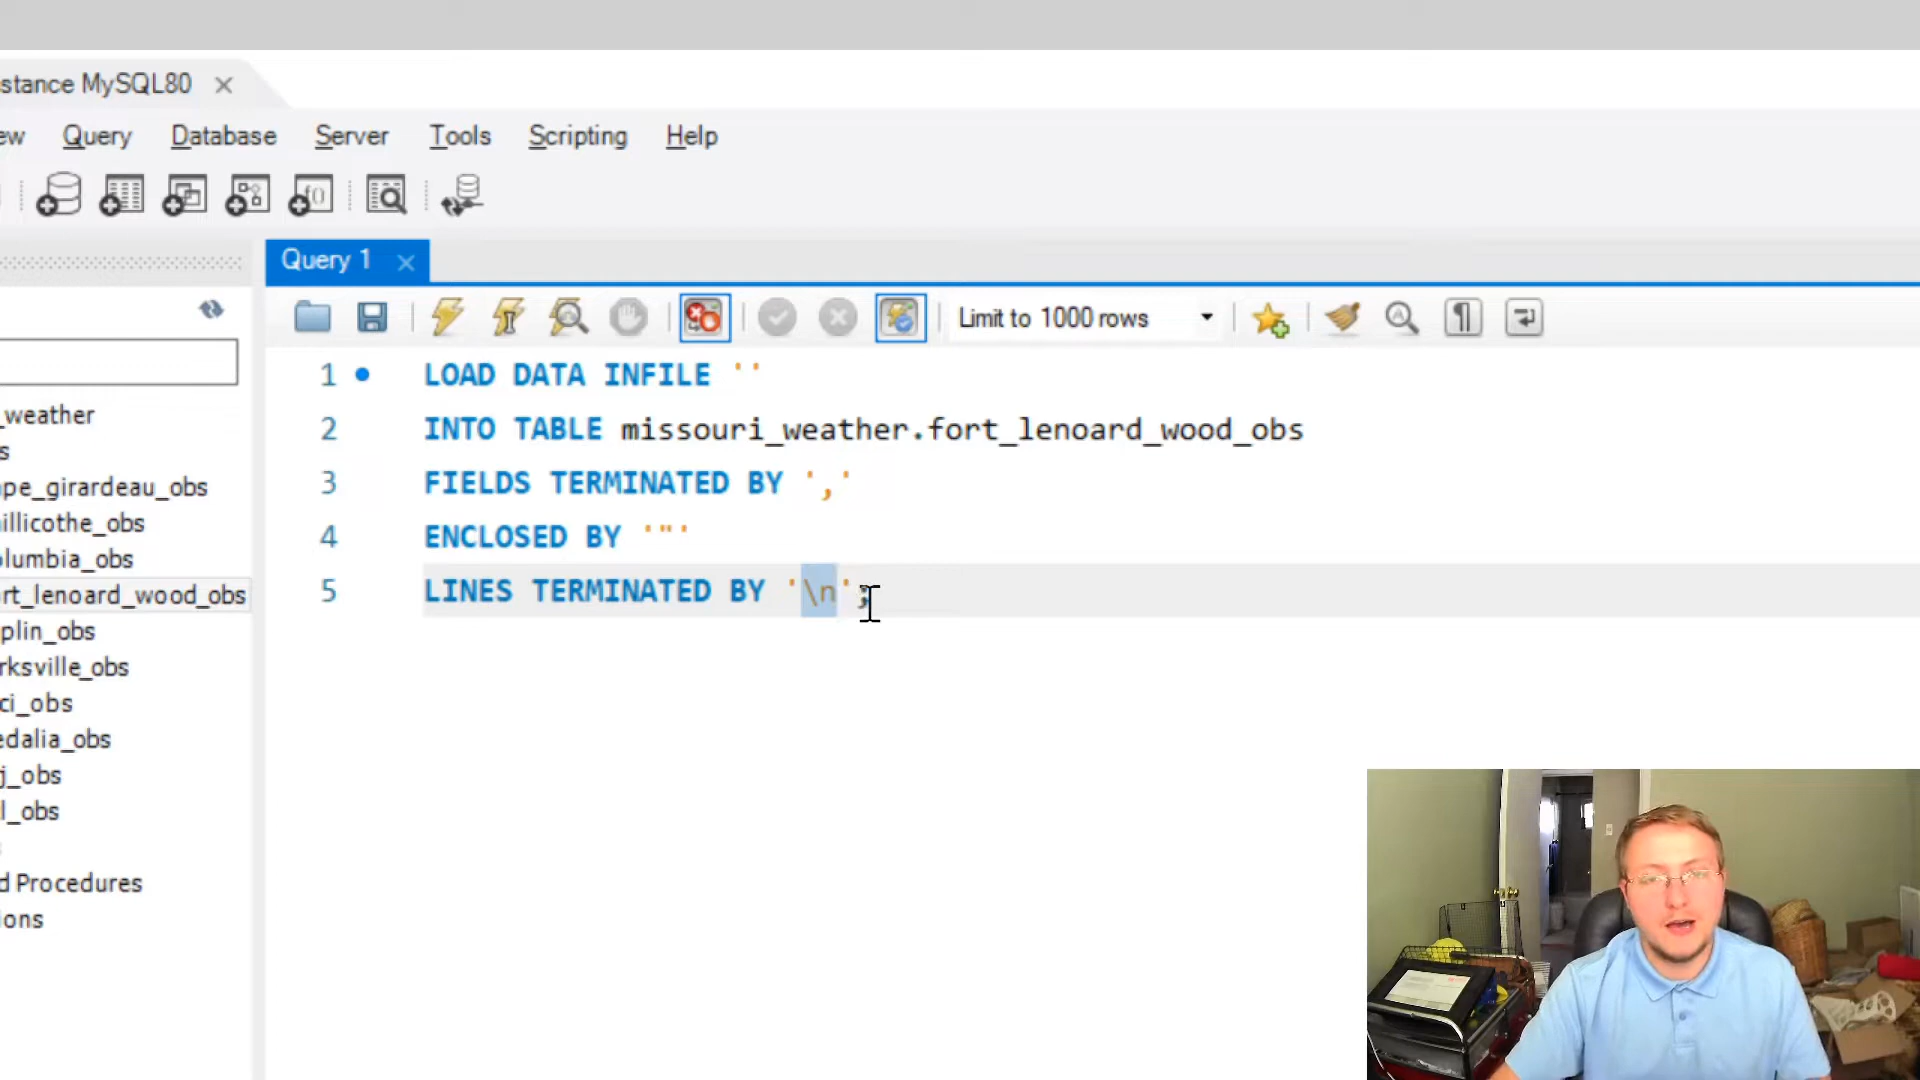 stance MySQL80
ew Query Database Server Tools Scripting Help
Query 1
Limit to 1000 rows
1 LOAD DATA INFILE ''
2 INTO TABLE missouri_weather.fort_lenoard_wood_obs
3 FIELDS TERMINATED BY ','
4 ENCLOSED BY '"'
5 LINES TERMINATED BY '\n';
_weather
s
pe_girardeau_obs
illicothe_obs
olumbia_obs
rt_lenoard_wood_obs
plin_obs
rksville_obs
ci_obs
edalia_obs
j_obs
l_obs
d Procedures
ions